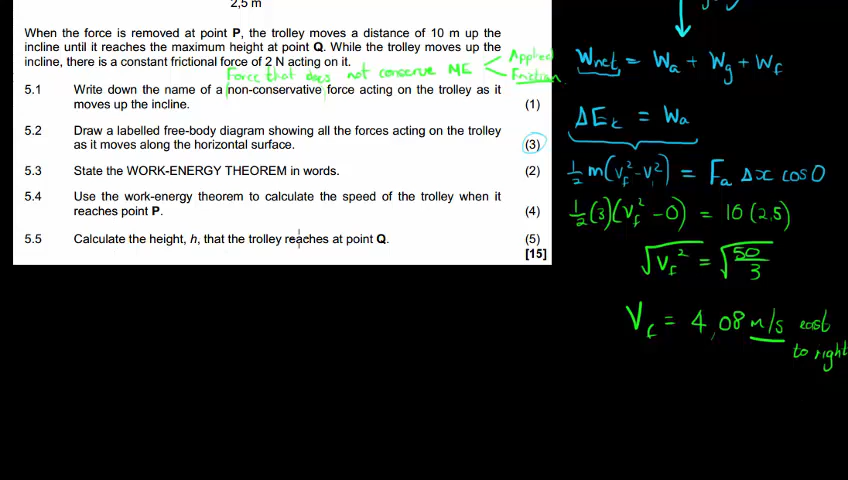 2,5 m
When the force is removed at point P, the trolley moves a distance of 10 m up the
incline until it reaches the maximum height at point Q. While the trolley moves up the
incline, there is a constant frictional force of 2 N acting on it.
Force that does not conserve ME < Applied
Friction
5.1 Write down the name of a non-conservative force acting on the trolley as it
moves up the incline. (1)
5.2 Draw a labelled free-body diagram showing all the forces acting on the trolley
as it moves along the horizontal surface. (3)
5.3 State the WORK-ENERGY THEOREM in words. (2)
5.4 Use the work-energy theorem to calculate the speed of the trolley when it
reaches point P. (4)
5.5 Calculate the height, h, that the trolley reaches at point Q. (5)
[15]
Wnet = Wa + Wg + Wf
ΔEk = Wa
½ m(vf² - vi²) = Fa Δx cos0
½(3)(vf² - 0) = 10(2,5)
√vf² = √50/3
Vf = 4,08 m/s east
to right